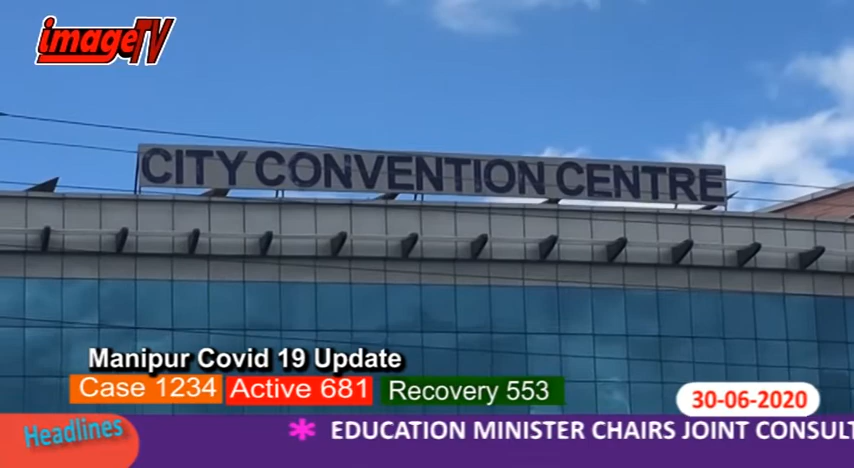 imageTV
CITY CONVENTION CENTRE
Manipur Covid 19 Update
Case 1234 Active 681 Recovery 553
30-06-2020
Headlines
EDUCATION MINISTER CHAIRS JOINT